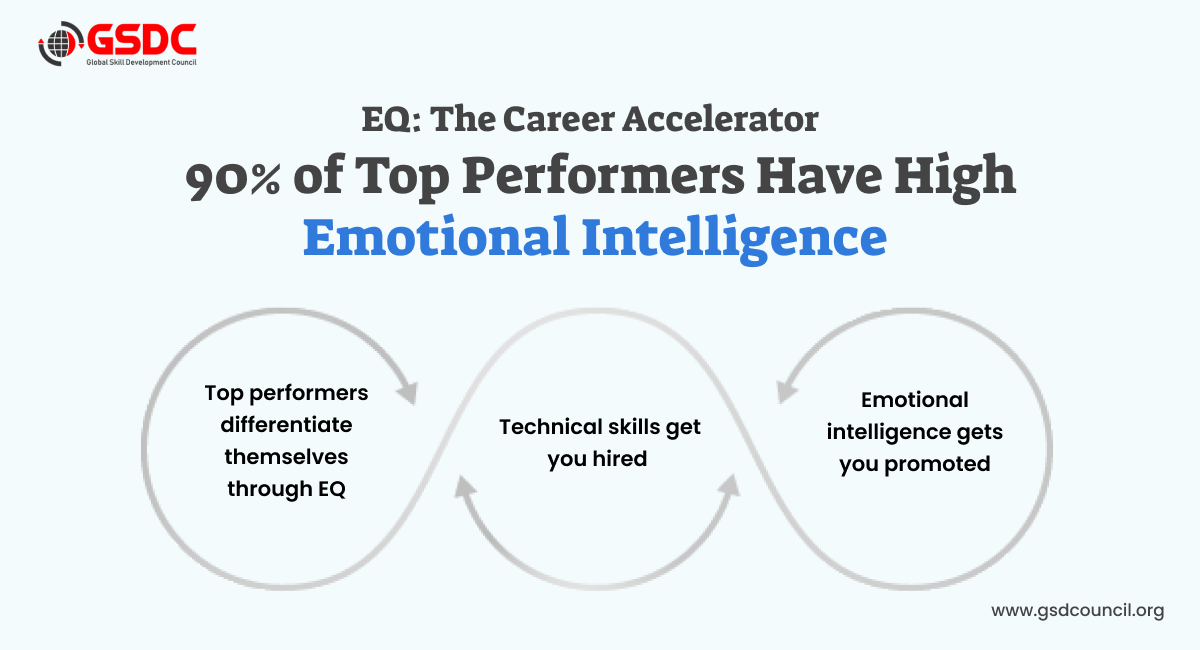 GSDC
Global Skill Development Council
EQ: The Career Accelerator
90% of Top Performers Have High
Emotional Intelligence
Top performers
differentiate
themselves
through EQ
Technical skills get
you hired
Emotional
intelligence gets
you promoted
www.gsdcouncil.org